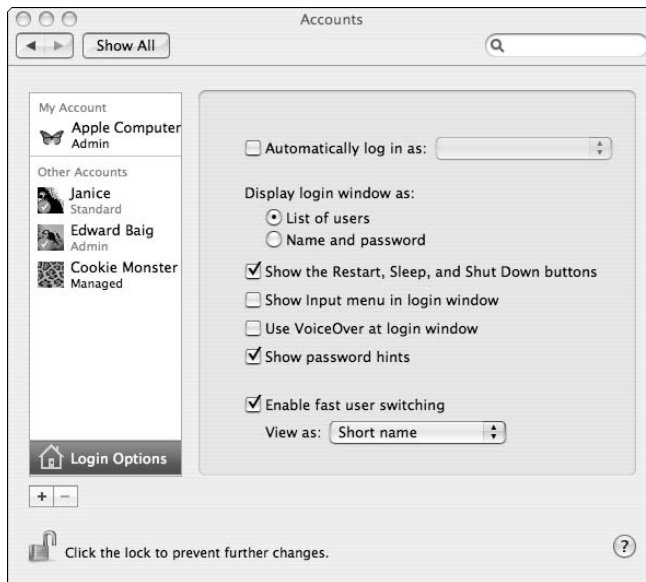 Accounts
Show All
My Account
Apple Computer
Admin
Other Accounts
Janice
Standard
Edward Baig
Admin
Cookie Monster
Managed
Login Options
Automatically log in as:
Display login window as:
List of users
Name and password
Show the Restart, Sleep, and Shut Down buttons
Show Input menu in login window
Use VoiceOver at login window
Show password hints
Enable fast user switching
View as: Short name
+ −
Click the lock to prevent further changes.
?